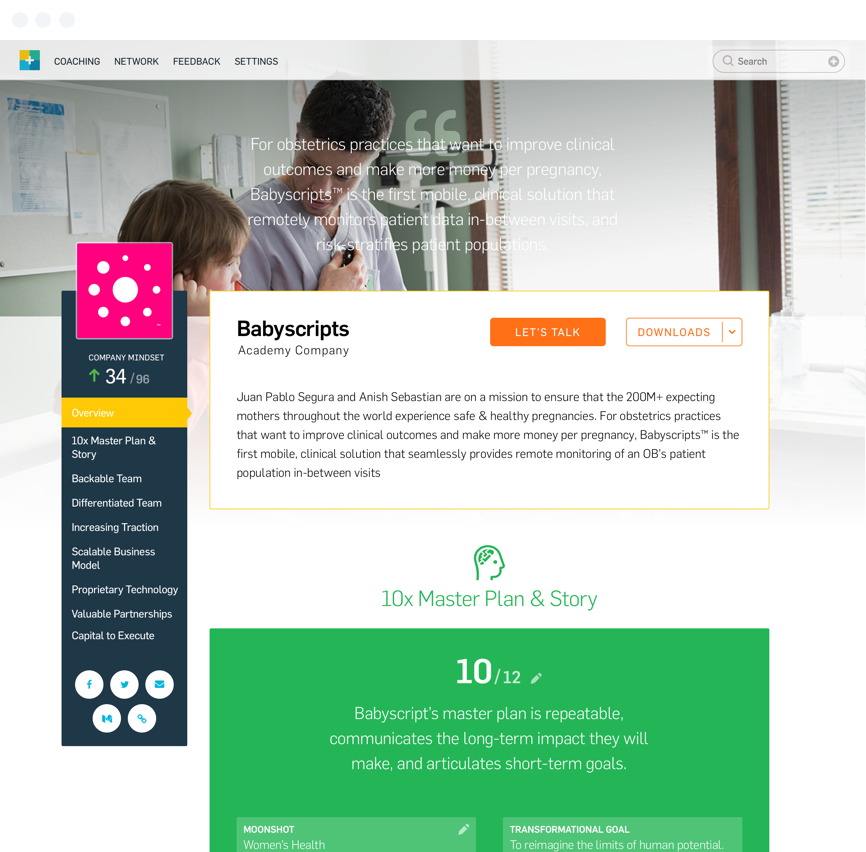 COACHING NETWORK FEEDBACK SETTINGS
Search
For obstetrics practices that want to improve clinical
outcomes and make more money per pregnancy,
Babyscripts™ is the first mobile, clinical solution that
remotely monitors patient data in-between visits, and
risk-stratifies patient populations.
™
COMPANY MINDSET
34 / 96
Overview
10x Master Plan &
Story
Backable Team
Differentiated Team
Increasing Traction
Scalable Business
Model
Proprietary Technology
Valuable Partnerships
Capital to Execute
Babyscripts
Academy Company
LET'S TALK
DOWNLOADS
Juan Pablo Segura and Anish Sebastian are on a mission to ensure that the 200M+ expecting
mothers throughout the world experience safe & healthy pregnancies. For obstetrics practices
that want to improve clinical outcomes and make more money per pregnancy, Babyscripts™ is the
first mobile, clinical solution that seamlessly provides remote monitoring of an OB's patient
population in-between visits
10x Master Plan & Story
10 / 12
Babyscript's master plan is repeatable,
communicates the long-term impact they will
make, and articulates short-term goals.
MOONSHOT
Women's Health
TRANSFORMATIONAL GOAL
To reimagine the limits of human potential.